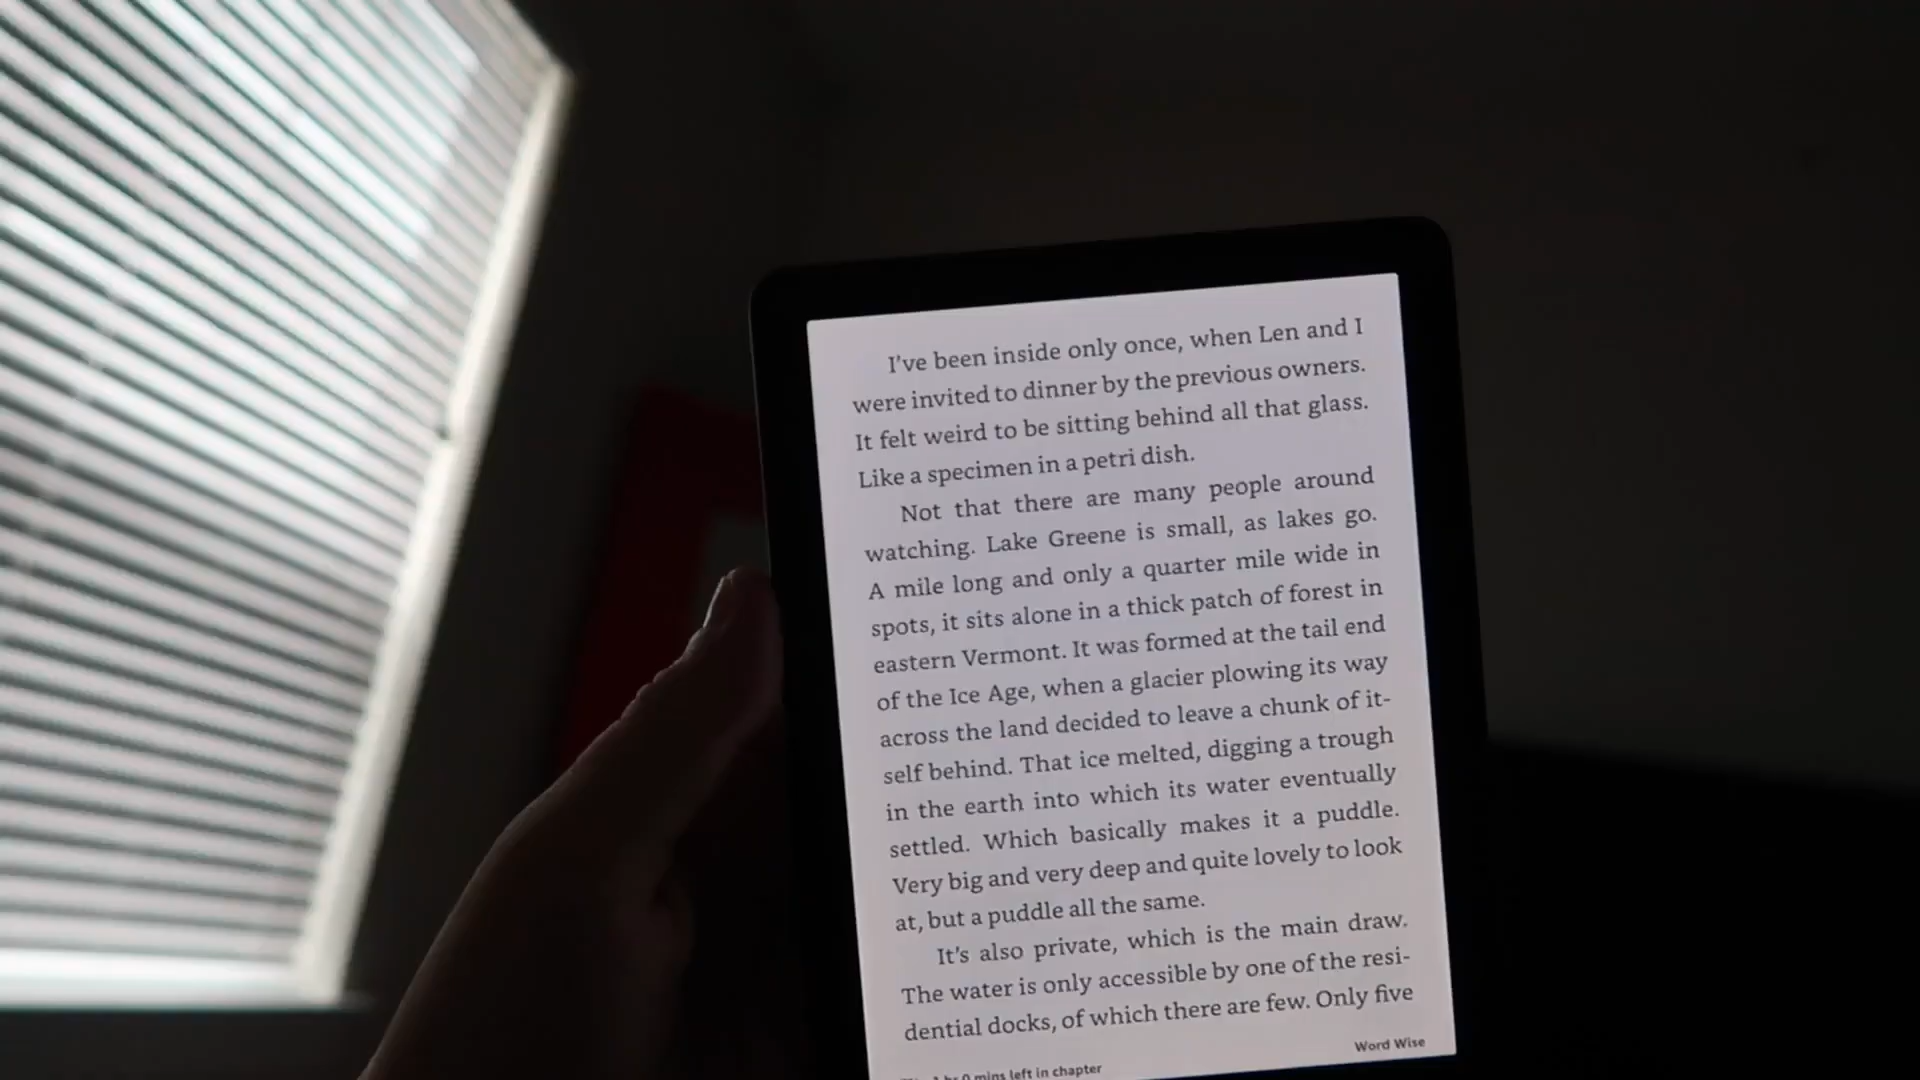 I've been inside only once, when Len and I
were invited to dinner by the previous owners.
It felt weird to be sitting behind all that glass.
Like a specimen in a petri dish.
Not that there are many people around
watching. Lake Greene is small, as lakes go.
A mile long and only a quarter mile wide in
spots, it sits alone in a thick patch of forest in
eastern Vermont. It was formed at the tail end
of the Ice Age, when a glacier plowing its way
across the land decided to leave a chunk of it-
self behind. That ice melted, digging a trough
in the earth into which its water eventually
settled. Which basically makes it a puddle.
Very big and very deep and quite lovely to look
at, but a puddle all the same.
It's also private, which is the main draw.
The water is only accessible by one of the resi-
dential docks, of which there are few. Only five
Word Wise
0 mins left in chapter